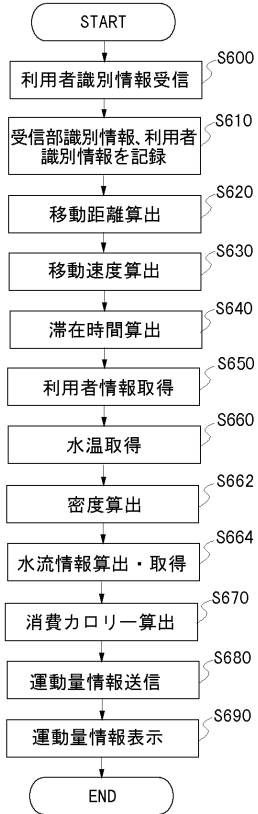 START
S600
利用者識別情報受信
S610
受信部識別情報、利用者
識別情報を記録
S620
移動距離算出
S630
移動速度算出
S640
滞在時間算出
S650
利用者情報取得
S660
水温取得
S662
密度算出
S664
水流情報算出・取得
S670
消費カロリー算出
S680
運動量情報送信
S690
運動量情報表示
END